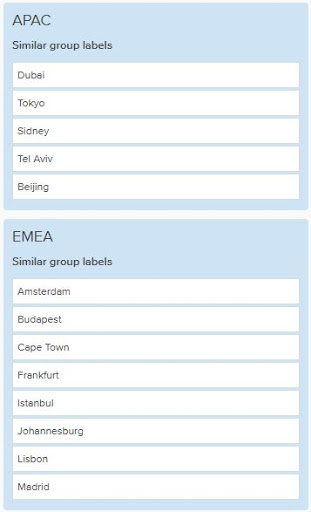 APAC
Similar group labels
Dubai
Tokyo
Sidney
Tel Aviv
Beijing
EMEA
Similar group labels
Amsterdam
Budapest
Cape Town
Frankfurt
Istanbul
Johannesburg
Lisbon
Madrid